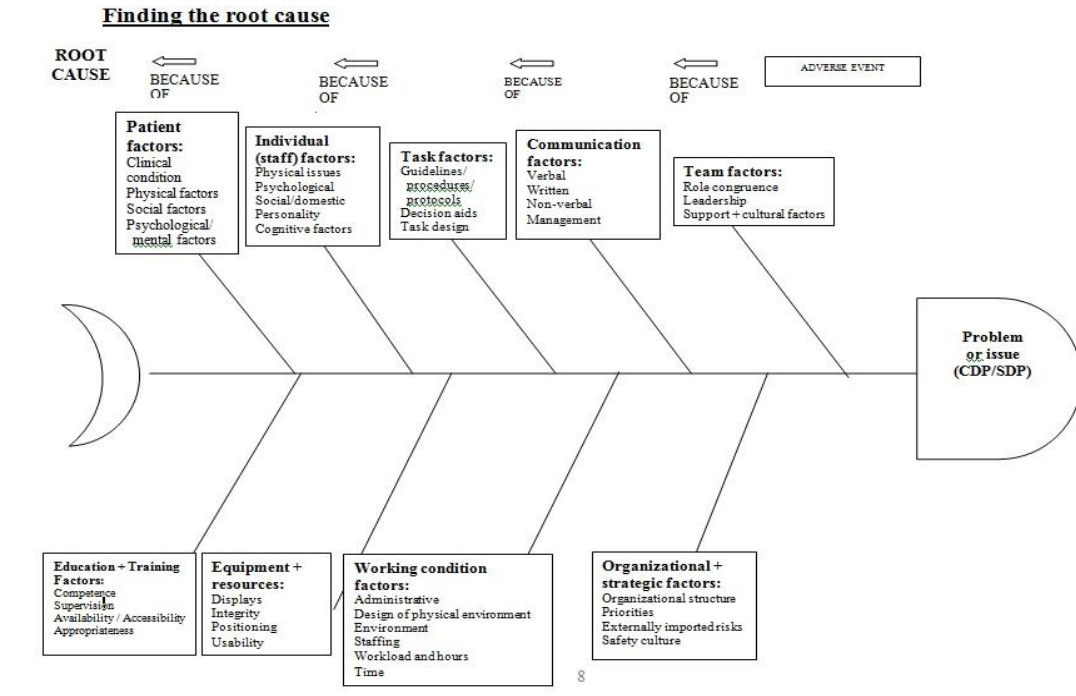 Finding the root cause
ROOT
CAUSE
BECAUSE
OF
BECAUSE
OF
BECAUSE
OF
BECAUSE
OF
ADVERSE EVENT
Patient
factors:
Clinical
condition
Physical factors
Social factors
Psychological/
mental factors
Individual
(staff) factors:
Physical issues
Psychological
Social/domestic
Personality
Cognitive factors
Task factors:
Guidelines/
procedures/
protocols
Decision aids
Task design
Communication
factors:
Verbal
Written
Non-verbal
Management
Team factors:
Role congruence
Leadership
Support + cultural factors
Problem
or issue
(CDP/SDP)
Education + Training
Factors:
Competence
Supervision
Availability / Accessibility
Appropriateness
Equipment +
resources:
Displays
Integrity
Positioning
Usability
Working condition
factors:
Administrative
Design of physical environment
Environment
Staffing
Workload and hours
Time
Organizational +
strategic factors:
Organizational structure
Priorities
Externally imported risks
Safety culture
8